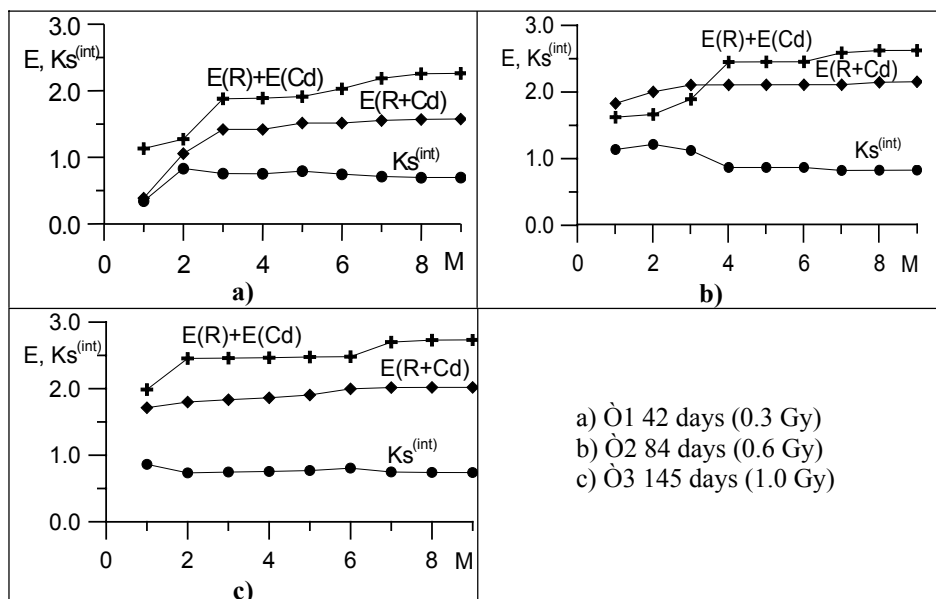 3.0
E, Ks(int)
E(R)+E(Cd)
2.0
E(R+Cd)
1.0
Ks(int)
0.0
0 2 4 6 8 M
a)
3.0
E, Ks(int)
E(R)+E(Cd)
E(R+Cd)
2.0
Ks(int)
1.0
0.0
0 2 4 6 8 M
b)
3.0
E(R)+E(Cd)
E, Ks(int)
E(R+Cd)
2.0
Ks(int)
1.0
0.0
0 2 4 6 8 M
c)
a) Ò1 42 days (0.3 Gy)
b) Ò2 84 days (0.6 Gy)
c) Ò3 145 days (1.0 Gy)